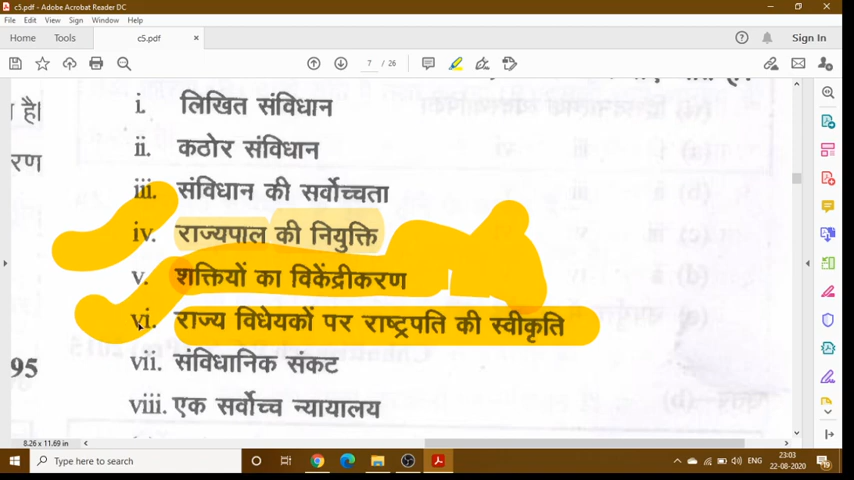 c5.pdf - Adobe Acrobat Reader DC
File Edit View Sign Window Help
Home Tools c5.pdf × Sign In
7 / 26
त है।
i. लिखित संविधान
ii. कठोर संविधान
रण
iii. संविधान की सर्वोच्चता
iv. राज्यपाल की नियुक्ति
v. शक्तियों का विकेंद्रीकरण
vi. राज्य विधेयकों पर राष्ट्रपति की स्वीकृति
95
vii. संविधानिक संकट
viii. एक सर्वोच्च न्यायालय
8.26 x 11.69 in
Type here to search
ENG
23:03
22-08-2020